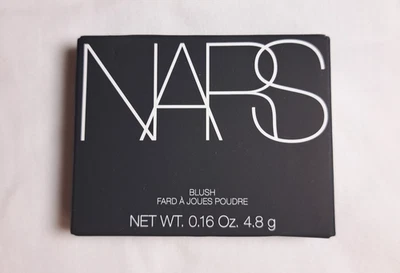 NARS
BLUSH
FARD À JOUES POUDRE
NET WT. 0.16 Oz. 4.8 g